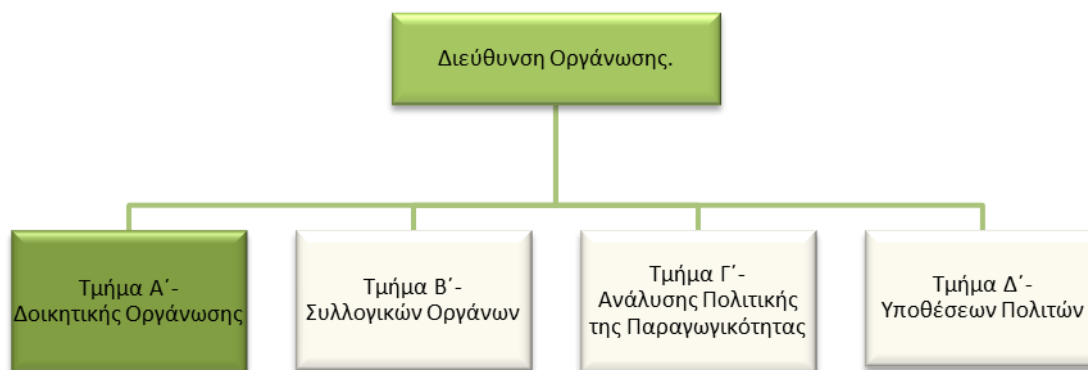 Διεύθυνση Οργάνωσης.
Τμήμα Α΄-
Δοικητικής Οργάνωσης
Τμήμα Β΄-
Συλλογικών Οργάνων
Τμήμα Γ΄-
Ανάλυσης Πολιτικής
της Παραγωγικότητας
Τμήμα Δ΄-
Υποθέσεων Πολιτών